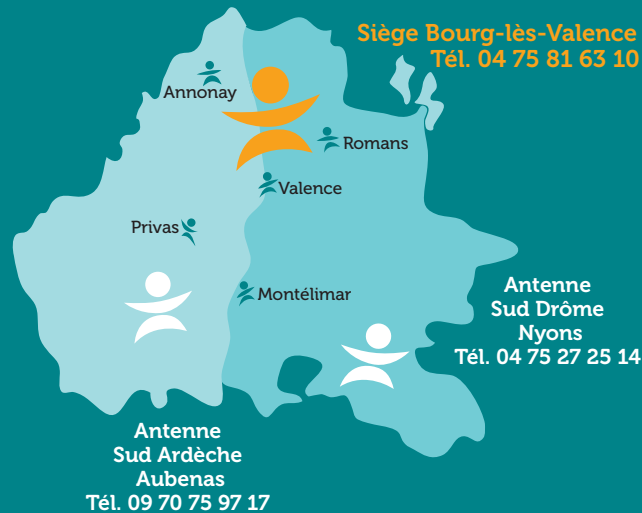 Siège Bourg-lès-Valence
Tél. 04 75 81 63 10
Annonay
Romans
Valence
Privas
Montélimar
Antenne
Sud Drôme
Nyons
Tél. 04 75 27 25 14
Antenne
Sud Ardèche
Aubenas
Tél. 09 70 75 97 17